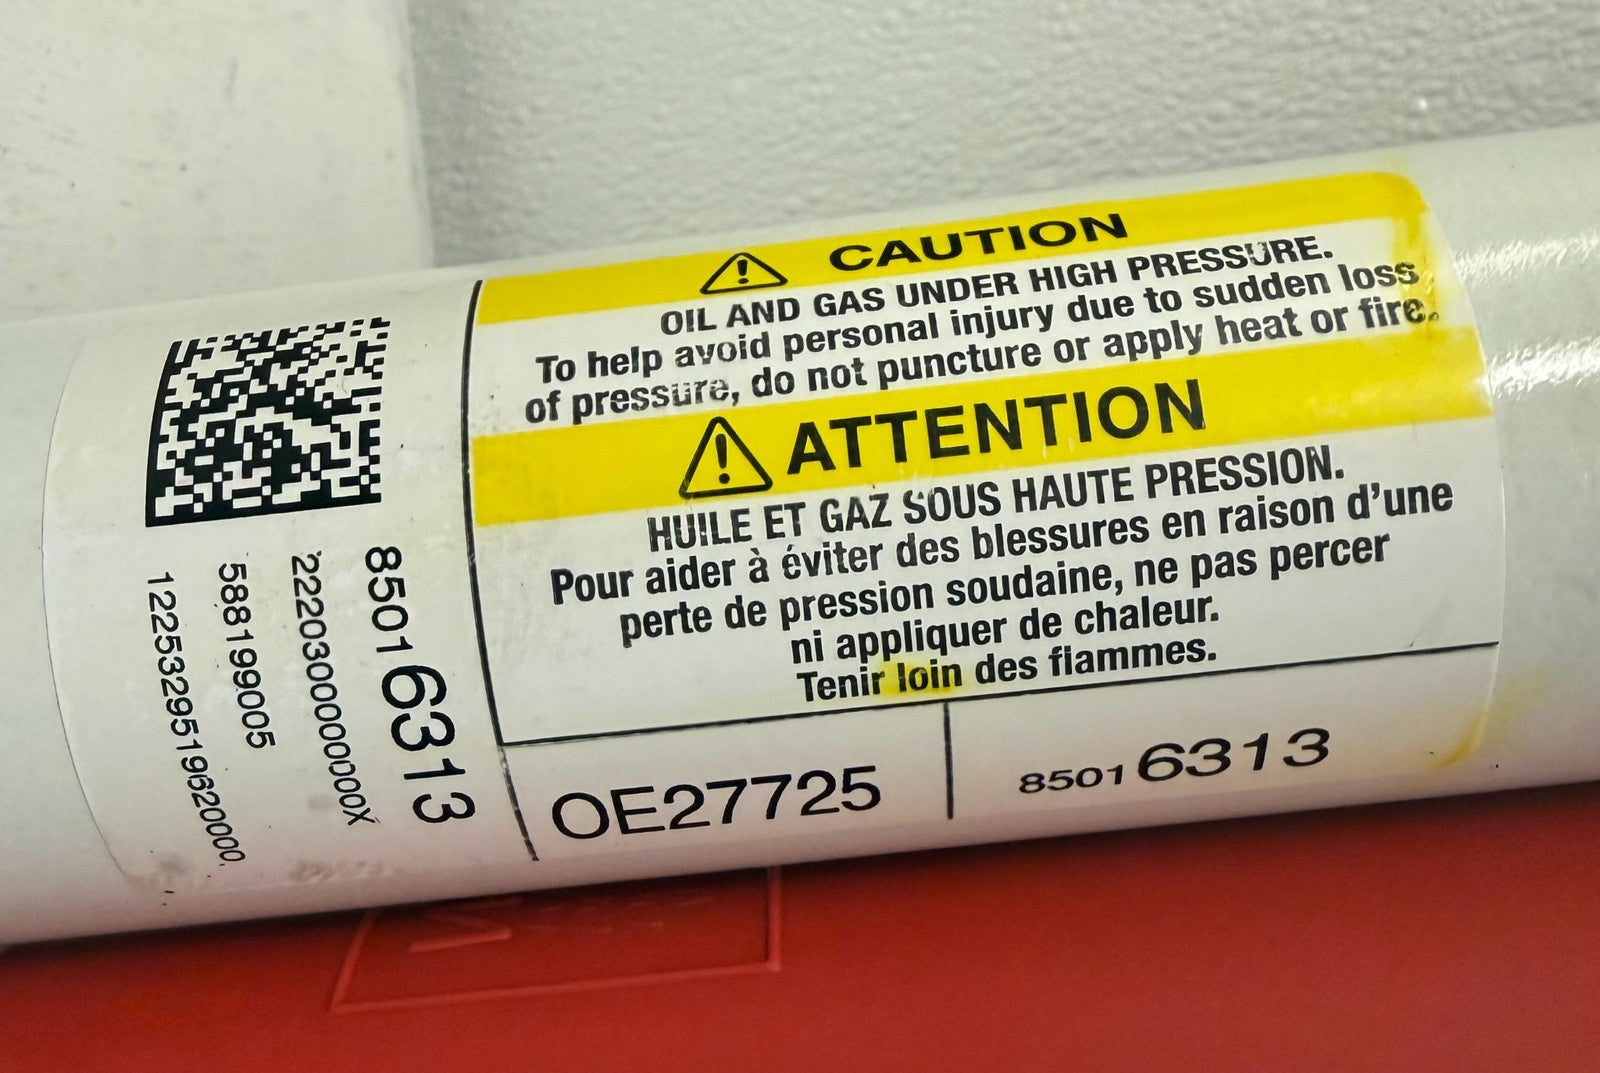 CAUTION
OIL AND GAS UNDER HIGH PRESSURE.
To help avoid personal injury due to sudden loss
of pressure, do not puncture or apply heat or fire.
ATTENTION
HUILE ET GAZ SOUS HAUTE PRESSION.
Pour aider à éviter des blessures en raison d'une
perte de pression soudaine, ne pas percer
ni appliquer de chaleur.
Tenir loin des flammes.
OE27725
85016313
85016313
22203000000000X
588199005
1225329519620000